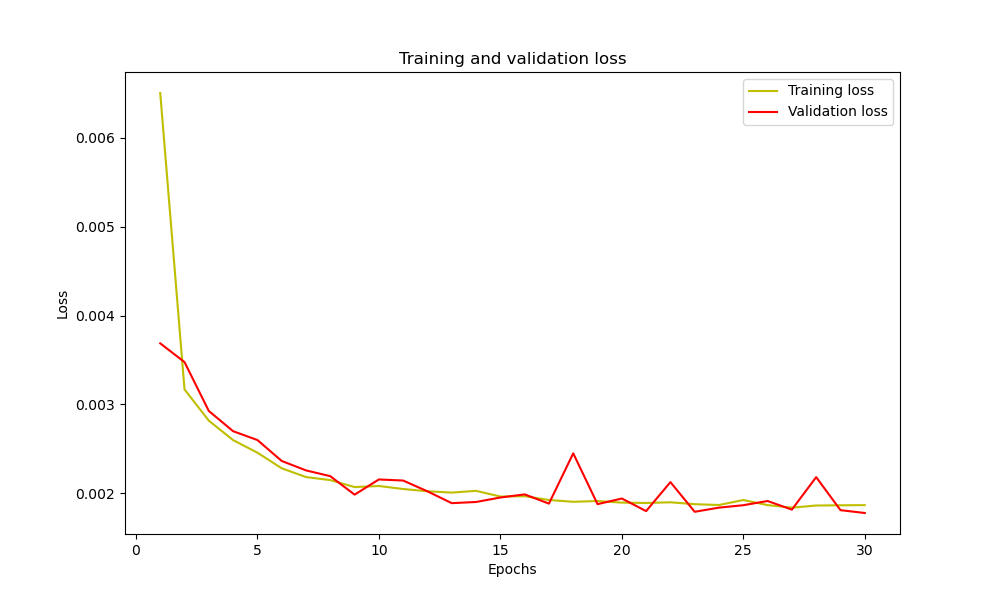 Training and validation loss
Training loss
Validation loss
0.006
0.005
0.004
0.003
0.002
Loss
0 5 10 15 20 25 30
Epochs